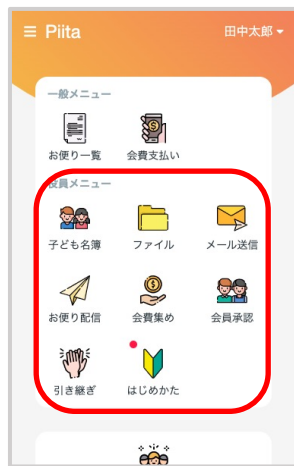 Piita
田中太郎
一般メニュー
お便り一覧
会費支払い
役員メニュー
子ども名簿
ファイル
メール送信
お便り配信
会費集め
会員承認
引き継ぎ
はじめかた